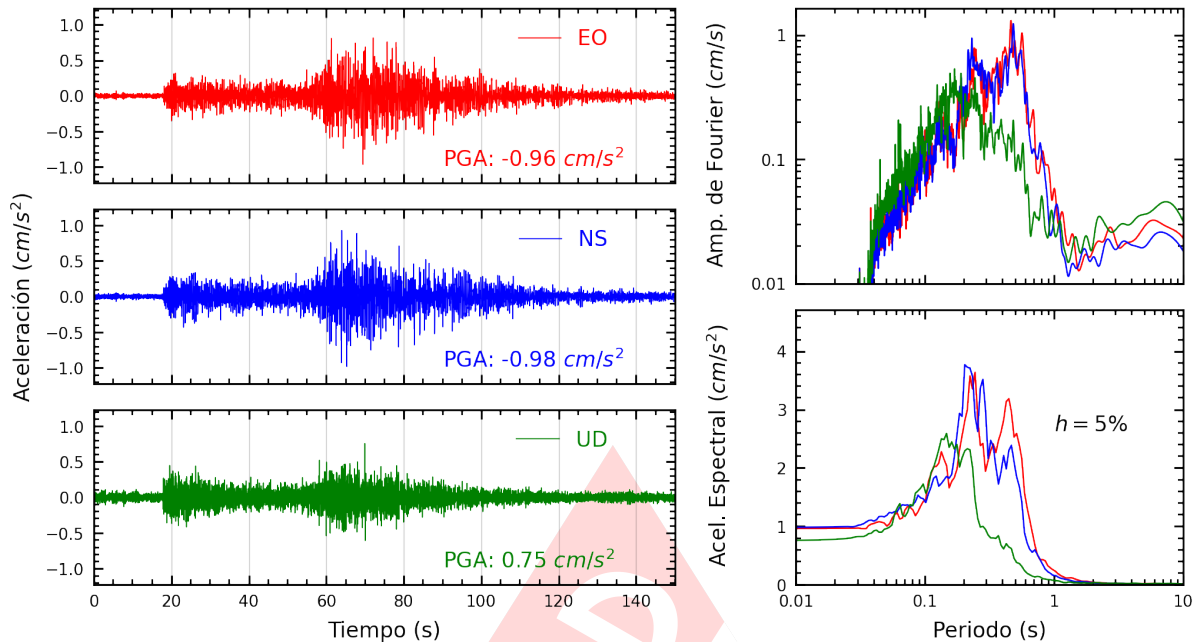 Aceleración (cm/s²)
1.0
0.5
0.0
−0.5
−1.0
EO
PGA: -0.96 cm/s²
1.0
0.5
0.0
−0.5
−1.0
NS
PGA: -0.98 cm/s²
1.0
0.5
0.0
−0.5
−1.0
UD
PGA: 0.75 cm/s²
0 20 40 60 80 100 120 140
Tiempo (s)
Amp. de Fourier (cm/s)
1
0.1
0.01
Acel. Espectral (cm/s²)
4
3
2
1
0
h = 5%
0.01 0.1 1 10
Periodo (s)